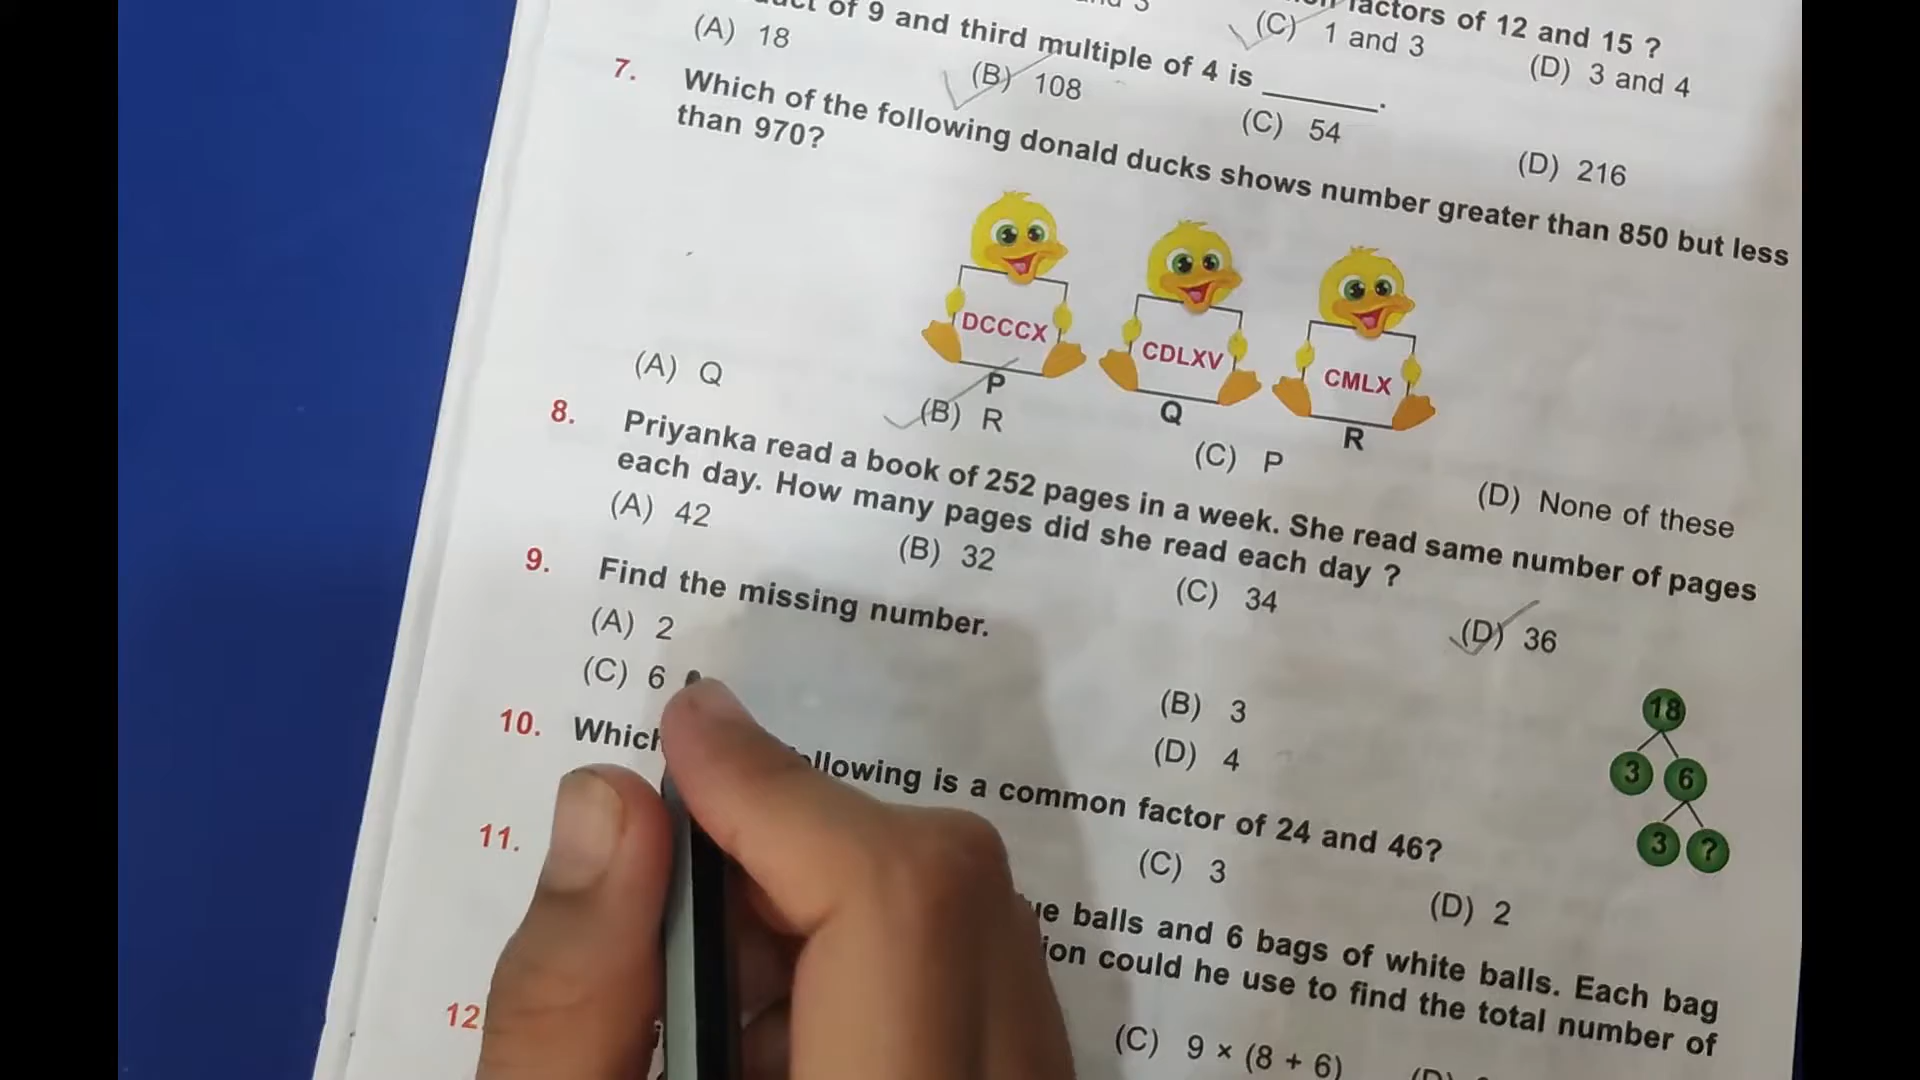 factors of 12 and 15 ?
(C) 1 and 3
(D) 3 and 4
of 9 and third multiple of 4 is ______.
(A) 18
(B) 108
(C) 54
(D) 216
7. Which of the following donald ducks shows number greater than 850 but less
than 970?
DCCCX
CDLXV
CMLX
P
Q
R
(A) Q
(B) R
(C) P
(D) None of these
8. Priyanka read a book of 252 pages in a week. She read same number of pages
each day. How many pages did she read each day ?
(A) 42
(B) 32
(C) 34
(D) 36
9. Find the missing number.
(A) 2
(B) 3
(C) 6
(D) 4
18
3 6
3 ?
10. Which following is a common factor of 24 and 46?
(C) 3
(D) 2
11.
balls and 6 bags of white balls. Each bag
could he use to find the total number of
(C) 9 × (8 + 6)
12